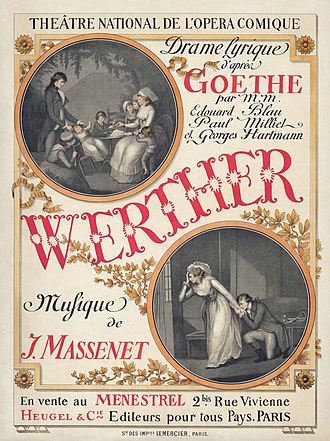 THÉÂTRE NATIONAL DE L'OPERA COMIQUE
Drame Lyrique
d'après
GOETHE
par M.M.
Edouard Blau
Paul Milliet
et Georges Hartmann
WERTHER
Musique
de
J. MASSENET
En vente au MENESTREL 2bis Rue Vivienne
HEUGEL & Cie Editeurs pour tous Pays. PARIS
Sté DES IMPies LEMERCIER, PARIS